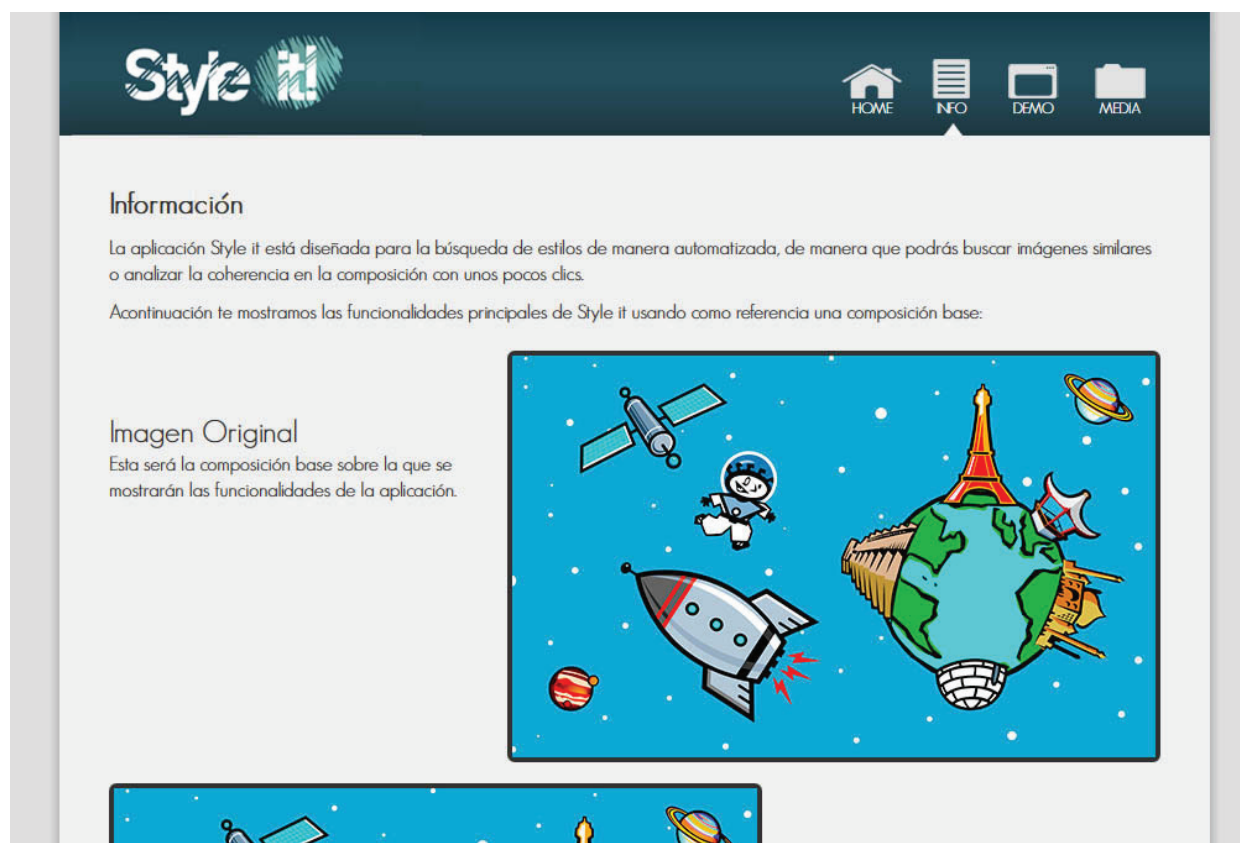 Style it!
HOME INFO DEMO MEDIA
Información
La aplicación Style it está diseñada para la búsqueda de estilos de manera automatizada, de manera que podrás buscar imágenes similares
o analizar la coherencia en la composición con unos pocos clics.
Acontinuación te mostramos las funcionalidades principales de Style it usando como referencia una composición base:
Imagen Original
Esta será la composición base sobre la que se
mostrarán las funcionalidades de la aplicación.